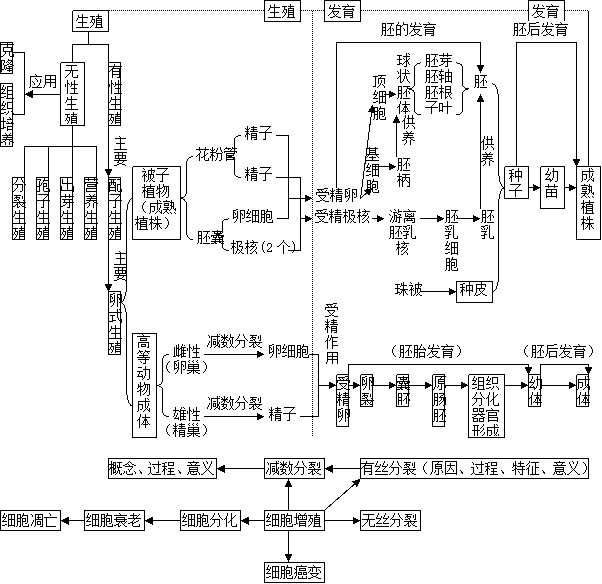 生殖
生殖
发育
发育
克隆
组织培养
应用
无性生殖
有性生殖
主要
分裂生殖
孢子生殖
出芽生殖
营养生殖
配子生殖
主要
卵式生殖
被子植物（成熟植株）
花粉管
精子
精子
胚囊
卵细胞
极核(2个)
胚的发育
胚后发育
受精卵
顶细胞
基细胞
球状胚体
供养
胚柄
胚芽
胚轴
胚根
子叶
胚
供养
受精极核
游离胚乳核
胚乳细胞
胚乳
珠被
种皮
种子
幼苗
成熟植株
高等动物成体
雌性（卵巢）
减数分裂
卵细胞
雄性（精巢）
减数分裂
精子
受精作用
（胚胎发育）
（胚后发育）
受精卵
卵裂
囊胚
原肠胚
组织分化器官形成
幼体
成体
概念、过程、意义
减数分裂
有丝分裂(原因、过程、特征、意义)
细胞凋亡
细胞衰老
细胞分化
细胞增殖
无丝分裂
细胞癌变